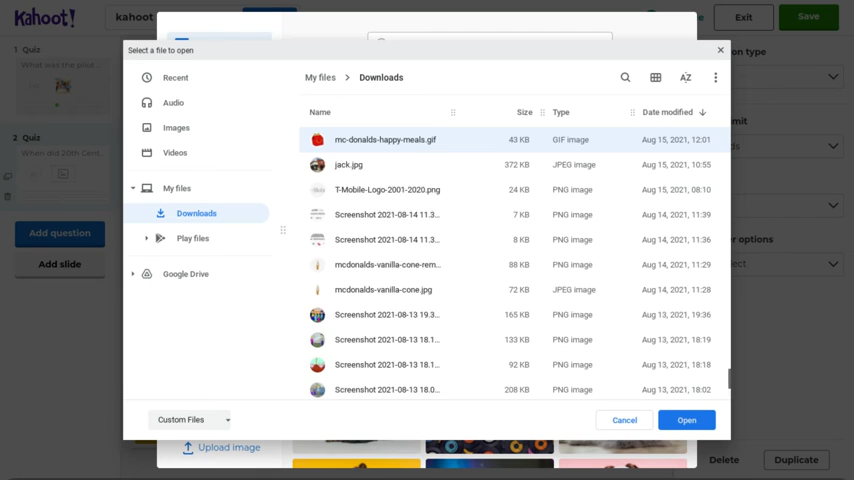 Kahoot!
kahoot
Exit
Save
Select a file to open
1 Quiz
What was the pilot
2 Quiz
When did 20th Cent...
Add question
Add slide
Recent
Audio
Images
Videos
My files
Downloads
Play files
Google Drive
My files > Downloads
Name Size Type Date modified
mc-donalds-happy-meals.gif 43 KB GIF image Aug 15, 2021, 12:01
jack.jpg 372 KB JPEG image Aug 15, 2021, 10:55
T-Mobile-Logo-2001-2020.png 24 KB PNG image Aug 15, 2021, 08:10
Screenshot 2021-08-14 11.3... 7 KB PNG image Aug 14, 2021, 11:39
Screenshot 2021-08-14 11.3... 8 KB PNG image Aug 14, 2021, 11:36
mcdonalds-vanilla-cone-rem... 88 KB PNG image Aug 14, 2021, 11:29
mcdonalds-vanilla-cone.jpg 72 KB JPEG image Aug 14, 2021, 11:28
Screenshot 2021-08-13 19.3... 165 KB PNG image Aug 13, 2021, 19:36
Screenshot 2021-08-13 18.1... 133 KB PNG image Aug 13, 2021, 18:19
Screenshot 2021-08-13 18.1... 92 KB PNG image Aug 13, 2021, 18:18
Screenshot 2021-08-13 18.0... 208 KB PNG image Aug 13, 2021, 18:02
Custom Files
Cancel
Open
Upload image
Delete
Duplicate